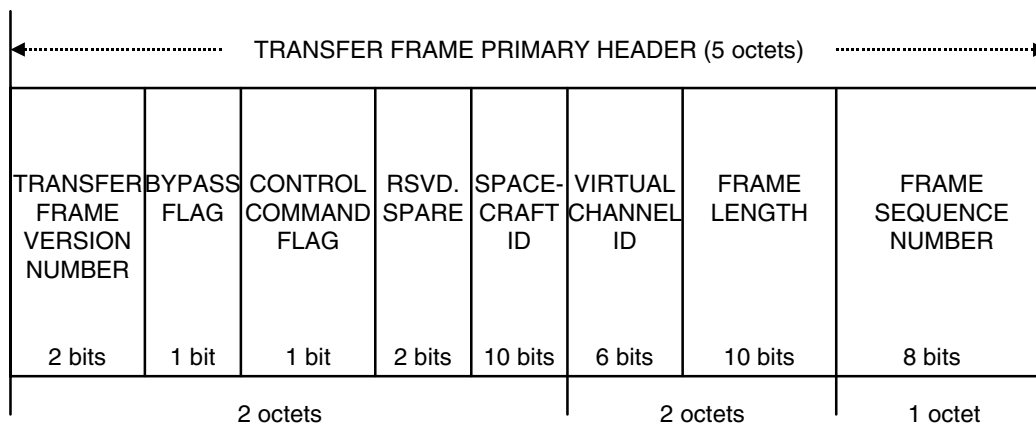 TRANSFER FRAME PRIMARY HEADER (5 octets)
TRANSFER
FRAME
VERSION
NUMBER
BYPASS
FLAG
CONTROL
COMMAND
FLAG
RSVD.
SPARE
SPACE-
CRAFT
ID
VIRTUAL
CHANNEL
ID
FRAME
LENGTH
FRAME
SEQUENCE
NUMBER
2 bits
1 bit
1 bit
2 bits
10 bits
6 bits
10 bits
8 bits
2 octets
2 octets
1 octet